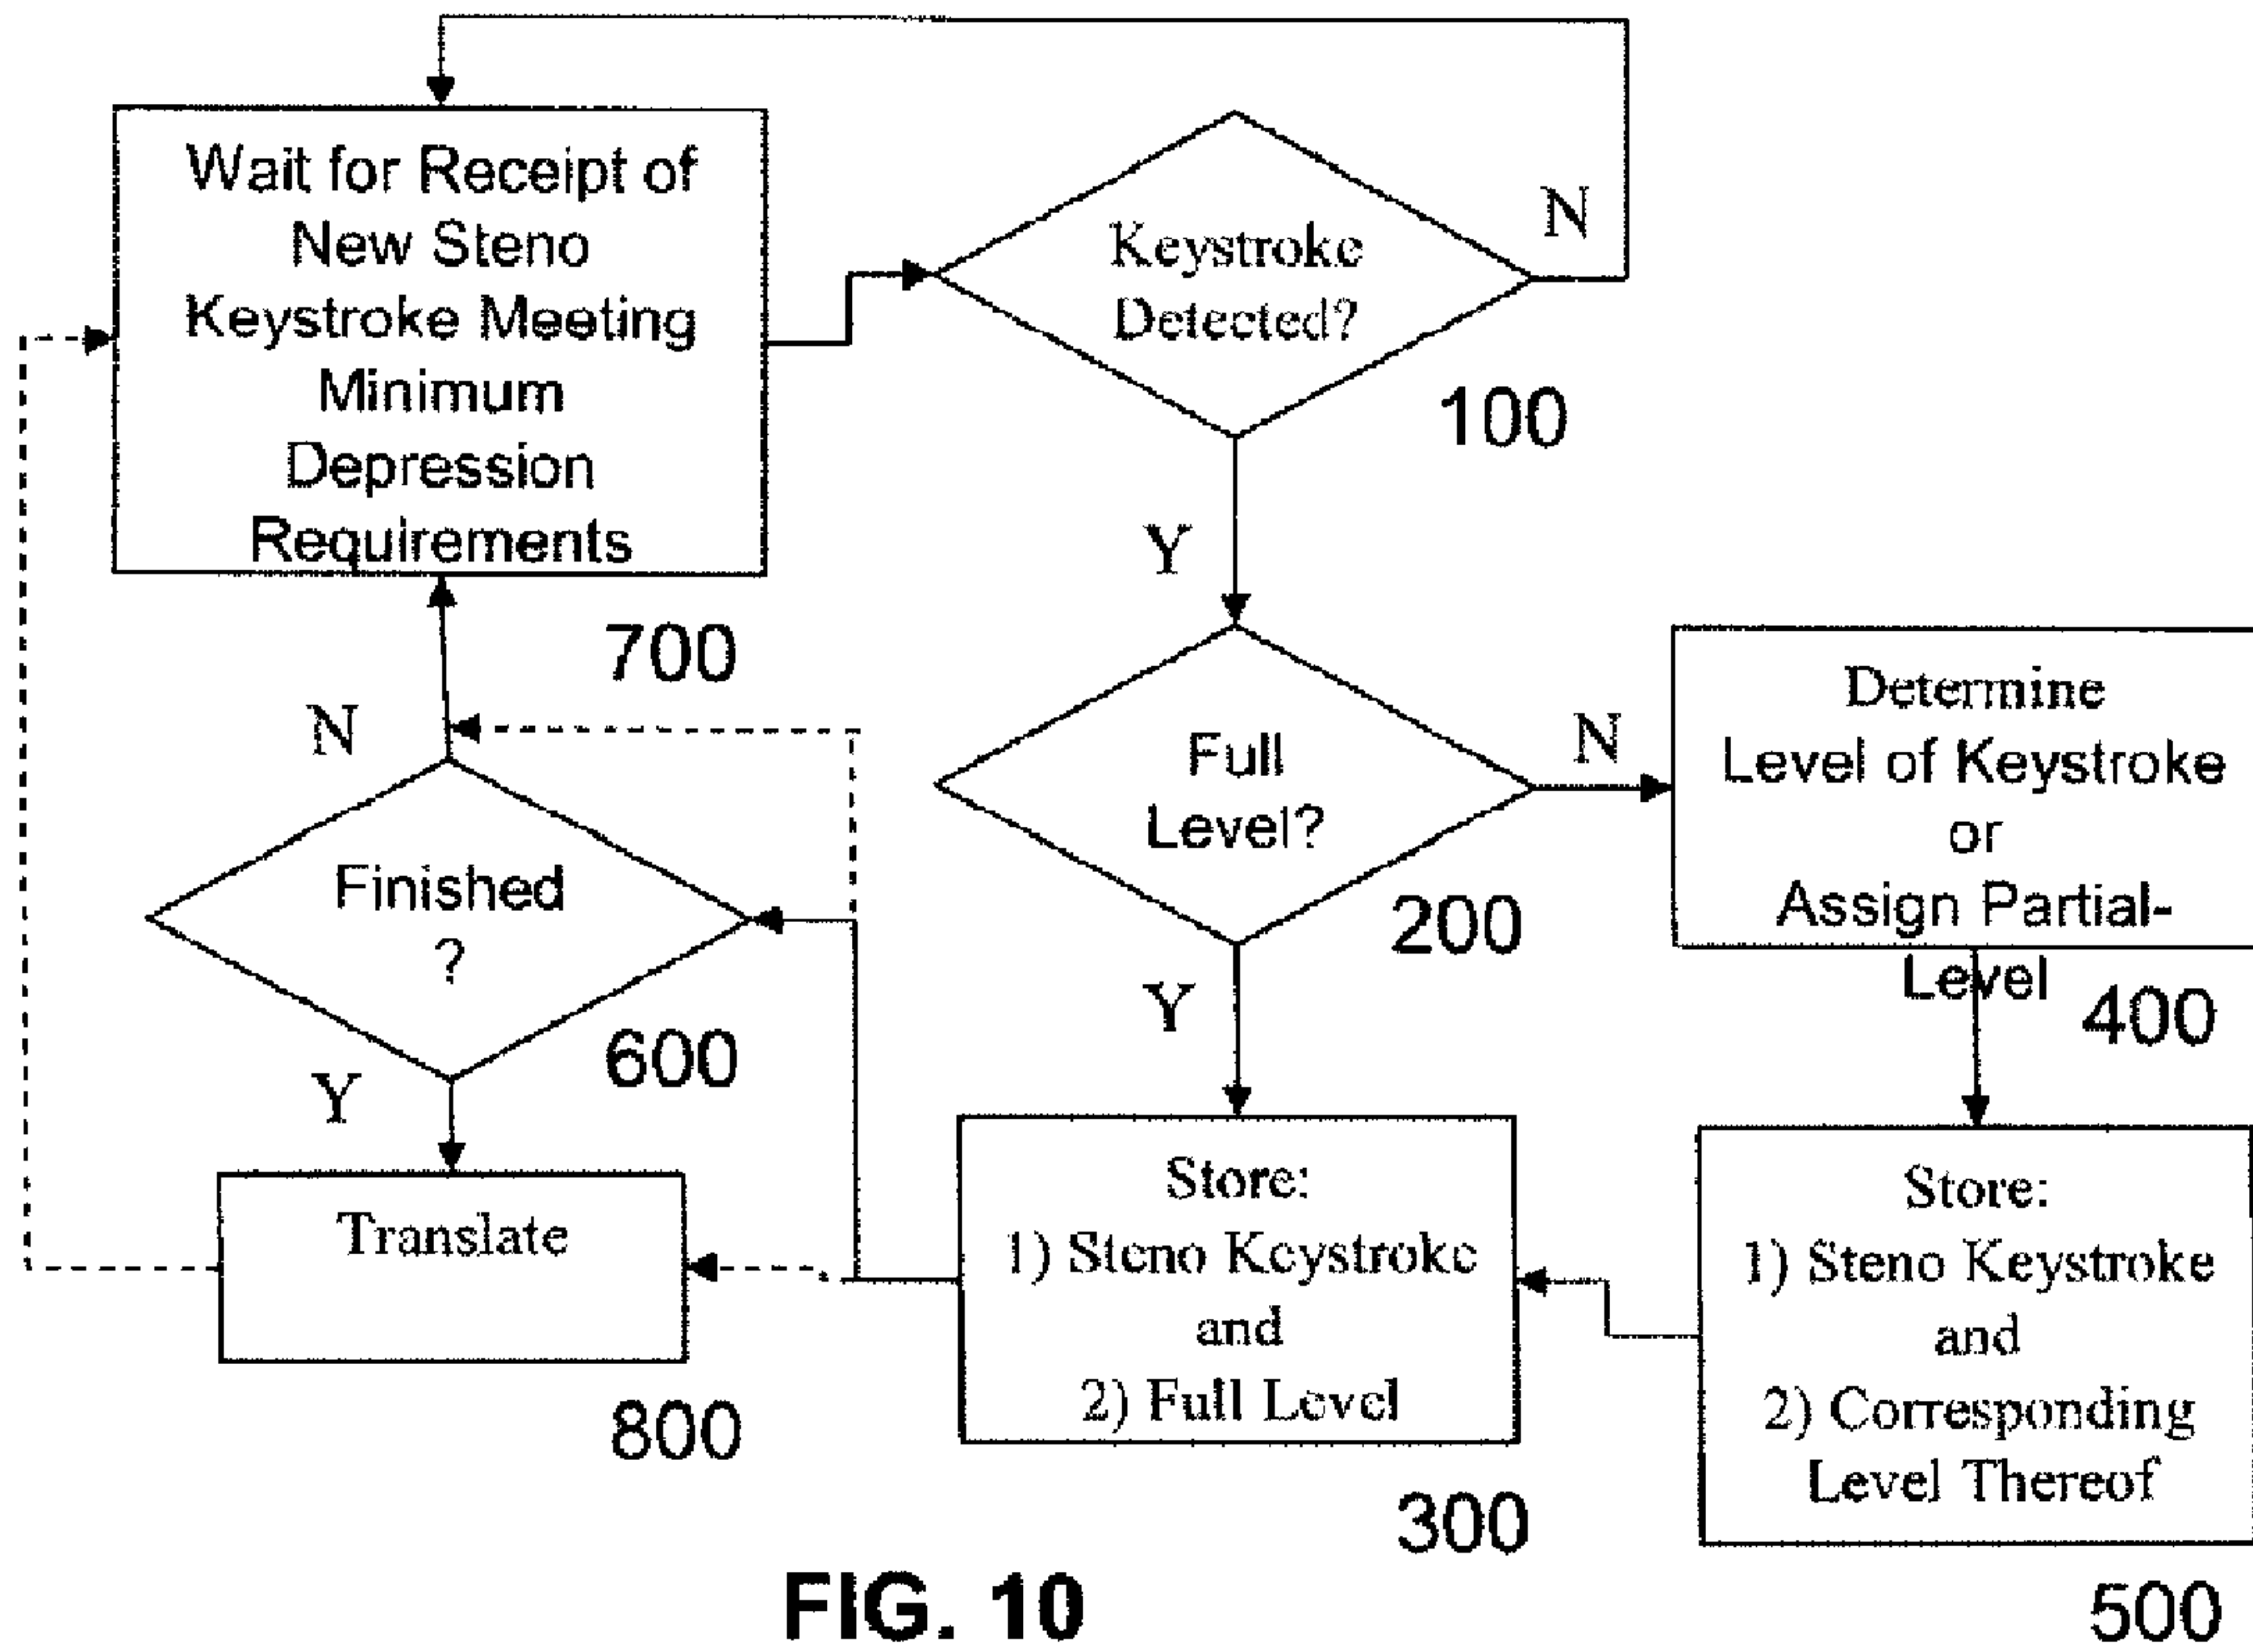 Wait for Receipt of
New Steno
Keystroke Meeting
Minimum
Depression
Requirements
700
Keystroke
Detected?
N
100
Y
Full
Level?
N
200
Y
Determine
Level of Keystroke
or
Assign Partial-
Level
400
N
Finished
?
600
Y
Translate
800
Store:
1) Steno Keystroke
and
2) Full Level
300
Store:
1) Steno Keystroke
and
2) Corresponding
Level Thereof
500
FIG. 10